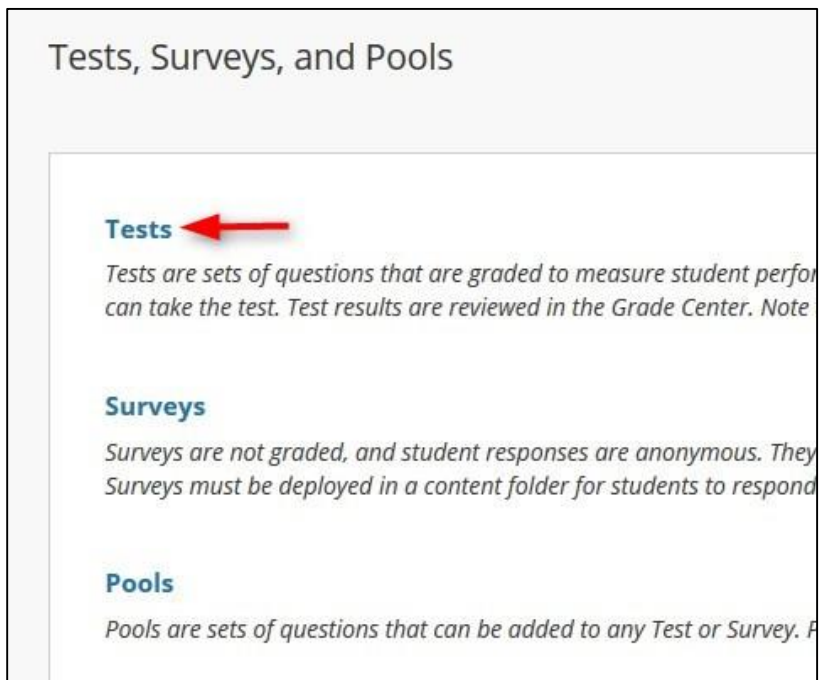 Tests, Surveys, and Pools
Tests
Tests are sets of questions that are graded to measure student
can take the test. Test results are reviewed in the Grade Center. Note
Surveys
Surveys are not graded, and student responses are anonymous. They
Surveys must be deployed in a content folder for students to respond
Pools
Pools are sets of questions that can be added to any Test or Survey.